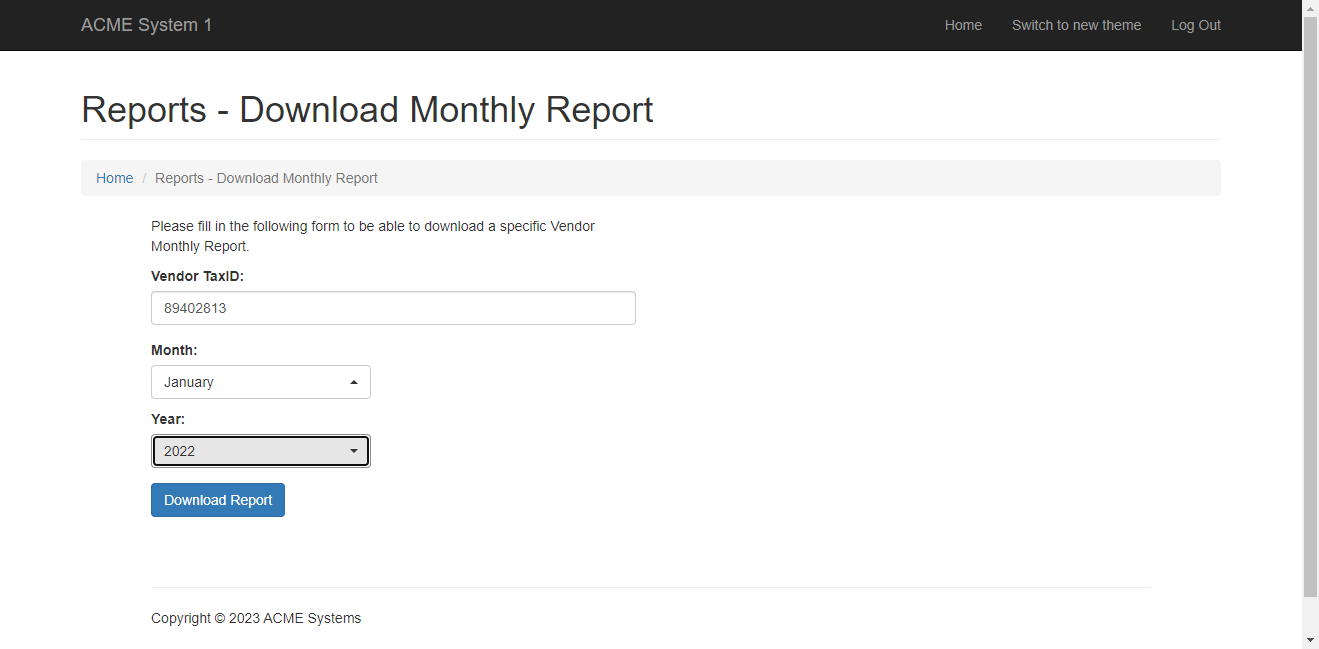 ACME System 1 Home Switch to new theme Log Out
Reports - Download Monthly Report
Home / Reports - Download Monthly Report
Please fill in the following form to be able to download a specific Vendor
Monthly Report.
Vendor TaxID:
89402813
Month:
January
Year:
2022
Download Report
Copyright © 2023 ACME Systems